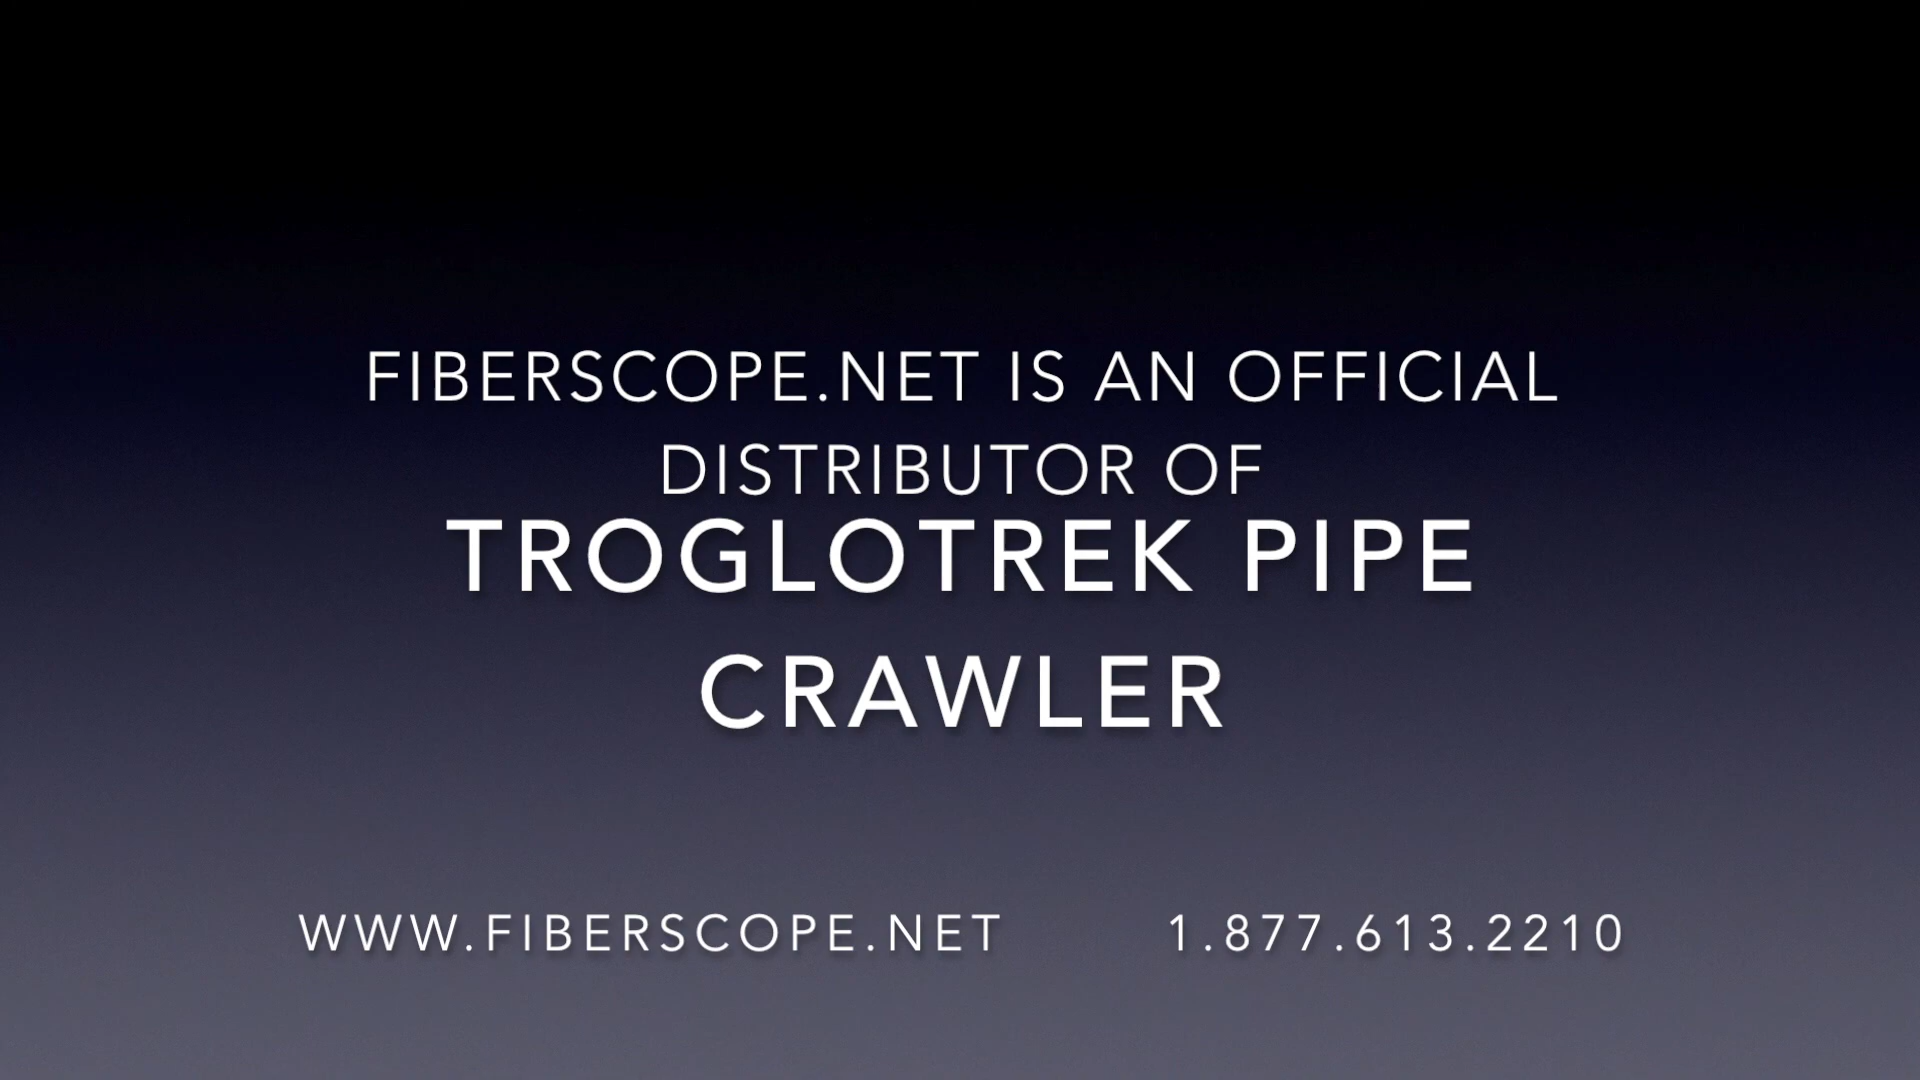 FIBERSCOPE.NET IS AN OFFICIAL
DISTRIBUTOR OF
TROGLOTREK PIPE
CRAWLER
WWW.FIBERSCOPE.NET 1.877.613.2210